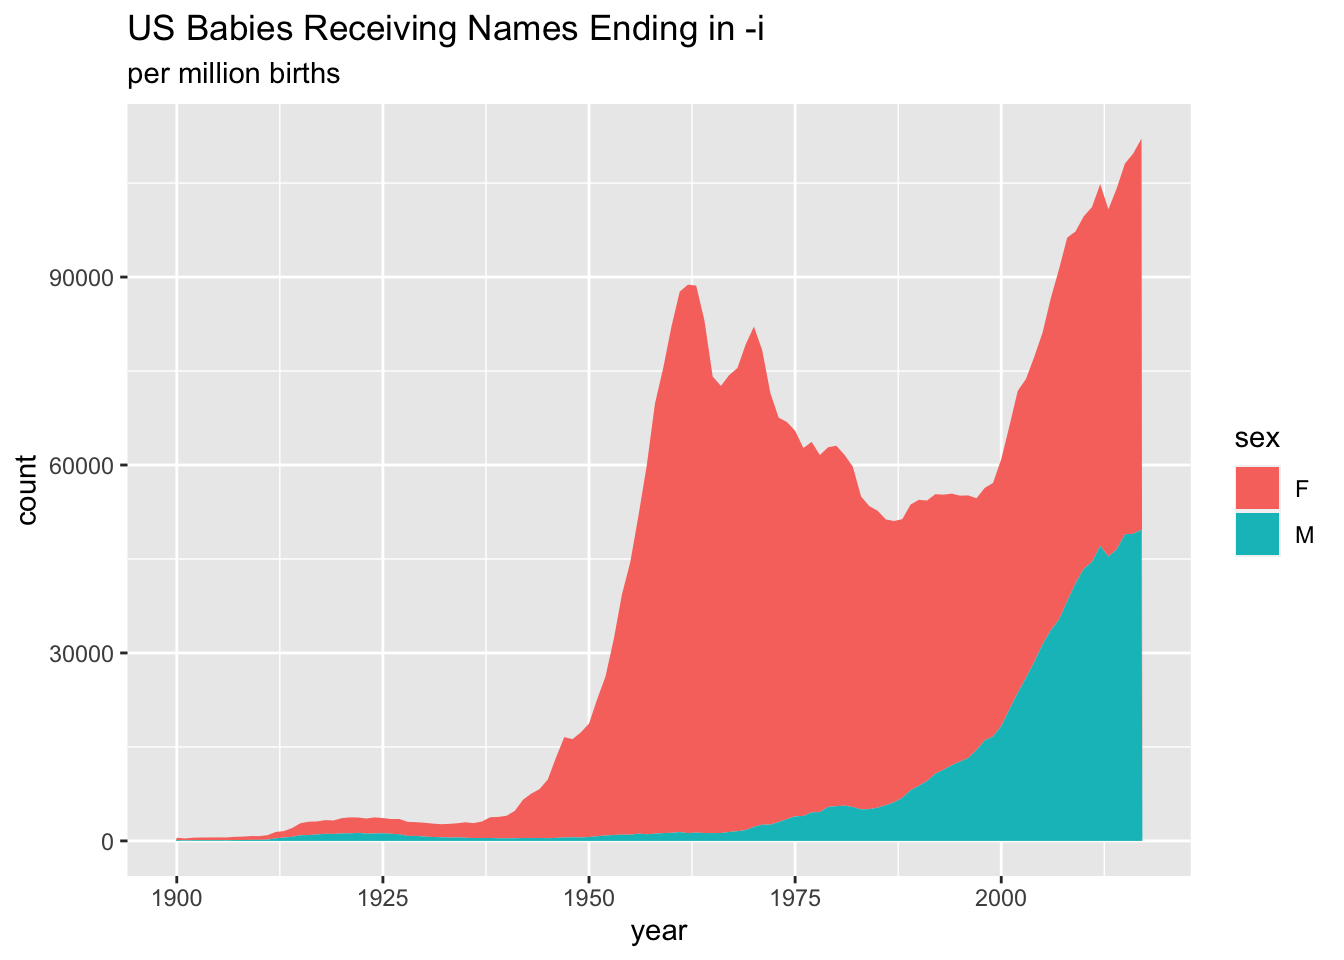 US Babies Receiving Names Ending in -i
per million births
count
90000
60000
30000
0
1900 1925 1950 1975 2000
year
sex
F
M